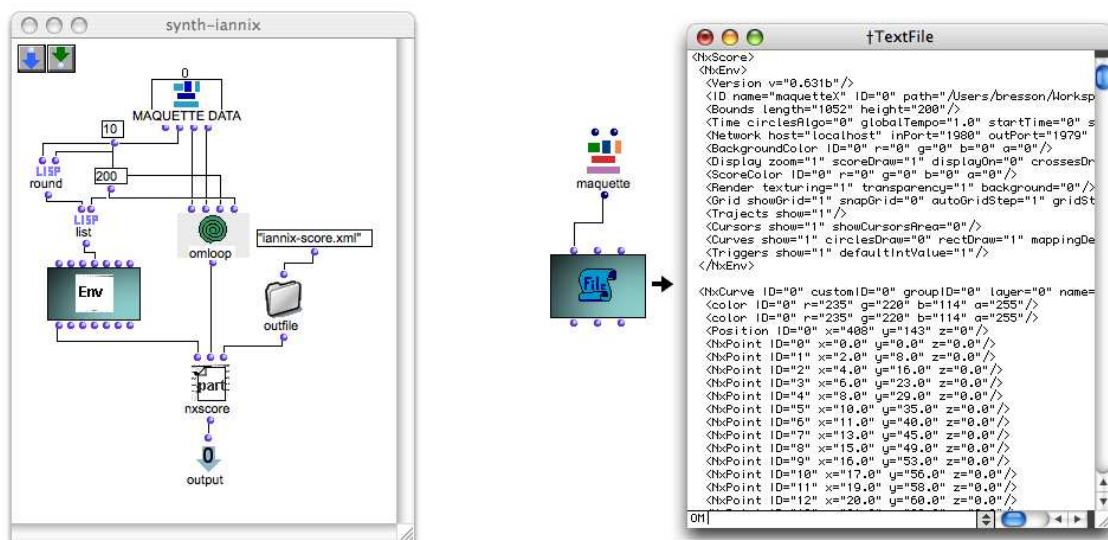 synth-iannix
0
MAQUETTE DATA
10
LISP
round
200
LISP
list
omloop
"iannix-score.xml"
Env
outfile
part
nxscore
0
output
maquette
File
†TextFile
<NxScore>
<NxEnv>
<Version v="0.631b"/>
<ID name="maquetteX" ID="0" path="/Users/bresson/Worksp
<Bounds length="1052" height="200"/>
<Time circlesAlgo="0" globalTempo="1.0" startTime="0" s
<Network host="localhost" inPort="1980" outPort="1979"
<BackgroundColor ID="0" r="0" g="0" b="0" a="0"/>
<Display zoom="1" scoreDraw="1" displayOn="0" crossesDr
<ScoreColor ID="0" r="0" g="0" b="0" a="0"/>
<Render texturing="1" transparency="1" background="0"/>
<Grid showGrid="1" snapGrid="0" autoGridStep="1" gridSt
<Trajects show="1"/>
<Cursors show="1" showCursorsArea="0"/>
<Curves show="1" circlesDraw="0" rectDraw="1" mappingDe
<Triggers show="1" defaultIntValue="1"/>
</NxEnv>
<NxCurve ID="0" customID="0" groupID="0" layer="0" name=
<color ID="0" r="235" g="220" b="114" a="255"/>
<color ID="0" r="235" g="220" b="114" a="255"/>
<Position ID="0" x="408" y="143" z="0"/>
<NxPoint ID="0" x="0.0" y="0.0" z="0.0"/>
<NxPoint ID="1" x="2.0" y="8.0" z="0.0"/>
<NxPoint ID="2" x="4.0" y="16.0" z="0.0"/>
<NxPoint ID="3" x="6.0" y="23.0" z="0.0"/>
<NxPoint ID="4" x="8.0" y="29.0" z="0.0"/>
<NxPoint ID="5" x="10.0" y="35.0" z="0.0"/>
<NxPoint ID="6" x="11.0" y="40.0" z="0.0"/>
<NxPoint ID="7" x="13.0" y="45.0" z="0.0"/>
<NxPoint ID="8" x="15.0" y="49.0" z="0.0"/>
<NxPoint ID="9" x="16.0" y="53.0" z="0.0"/>
<NxPoint ID="10" x="17.0" y="56.0" z="0.0"/>
<NxPoint ID="11" x="19.0" y="58.0" z="0.0"/>
<NxPoint ID="12" x="20.0" y="60.0" z="0.0"/>
OM